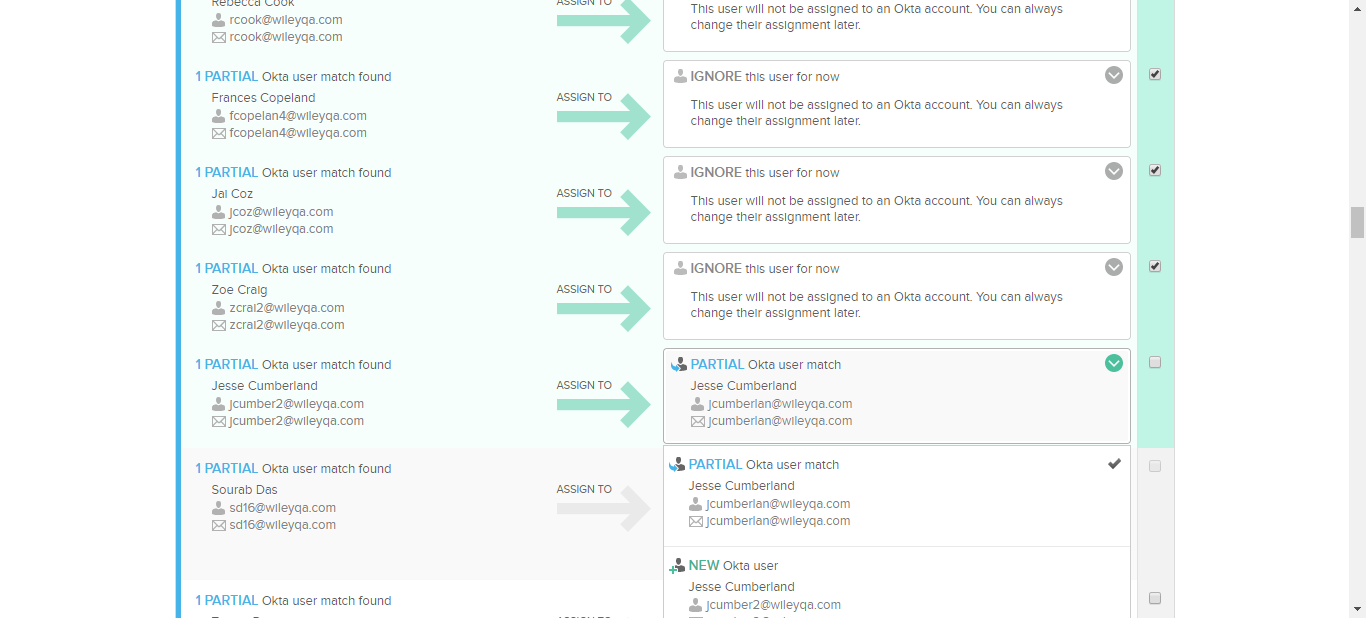 Rebecca Cook
rcook@wileyqa.com
rcook@wileyqa.com
ASSIGN TO
This user will not be assigned to an Okta account. You can always
change their assignment later.
1 PARTIAL Okta user match found
Frances Copeland
fcopelan4@wileyqa.com
fcopelan4@wileyqa.com
ASSIGN TO
IGNORE this user for now
This user will not be assigned to an Okta account. You can always
change their assignment later.
1 PARTIAL Okta user match found
Jai Coz
jcoz@wileyqa.com
jcoz@wileyqa.com
ASSIGN TO
IGNORE this user for now
This user will not be assigned to an Okta account. You can always
change their assignment later.
1 PARTIAL Okta user match found
Zoe Craig
zcrai2@wileyqa.com
zcrai2@wileyqa.com
ASSIGN TO
IGNORE this user for now
This user will not be assigned to an Okta account. You can always
change their assignment later.
1 PARTIAL Okta user match found
Jesse Cumberland
jcumber2@wileyqa.com
jcumber2@wileyqa.com
ASSIGN TO
PARTIAL Okta user match
Jesse Cumberland
jcumberlan@wileyqa.com
jcumberlan@wileyqa.com
1 PARTIAL Okta user match found
Sourab Das
sd16@wileyqa.com
sd16@wileyqa.com
ASSIGN TO
PARTIAL Okta user match
Jesse Cumberland
jcumberlan@wileyqa.com
jcumberlan@wileyqa.com
NEW Okta user
Jesse Cumberland
jcumber2@wileyqa.com
1 PARTIAL Okta user match found
ASSIGN TO